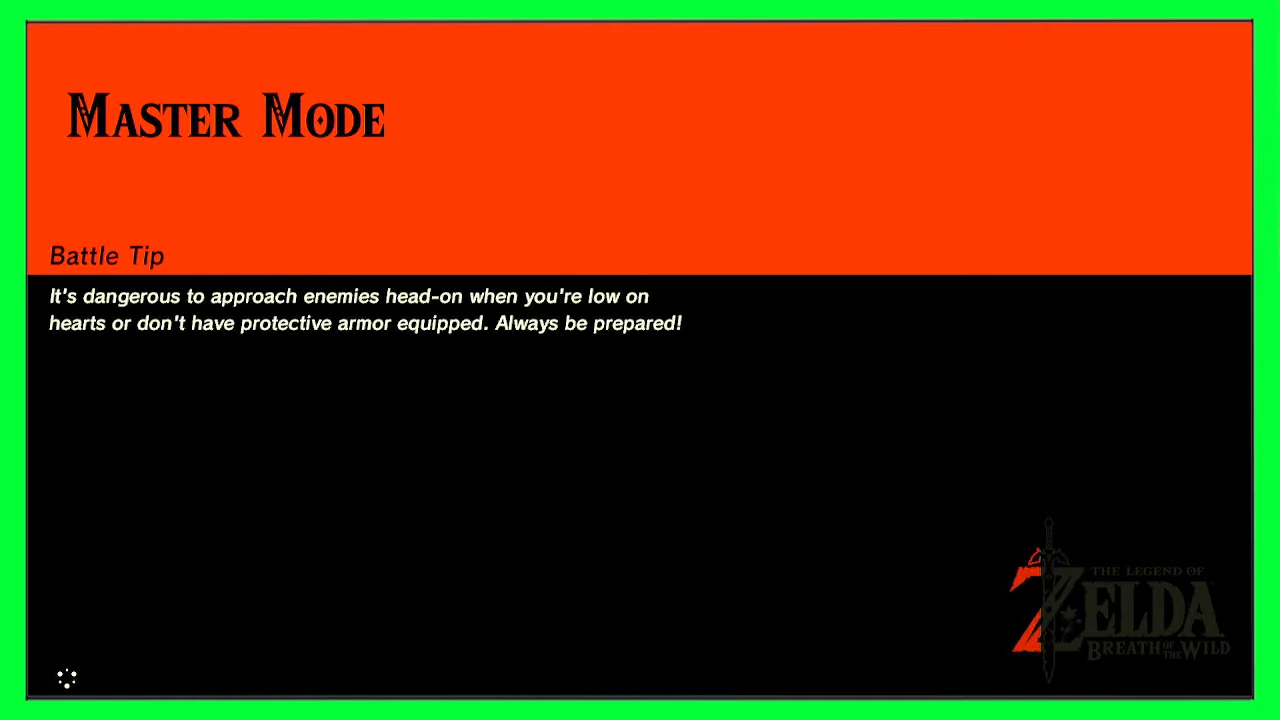 Master Mode
Battle Tip
It's dangerous to approach enemies head-on when you're low on
hearts or don't have protective armor equipped. Always be prepared!
THE LEGEND OF
ZELDA
BREATH OF THE WILD